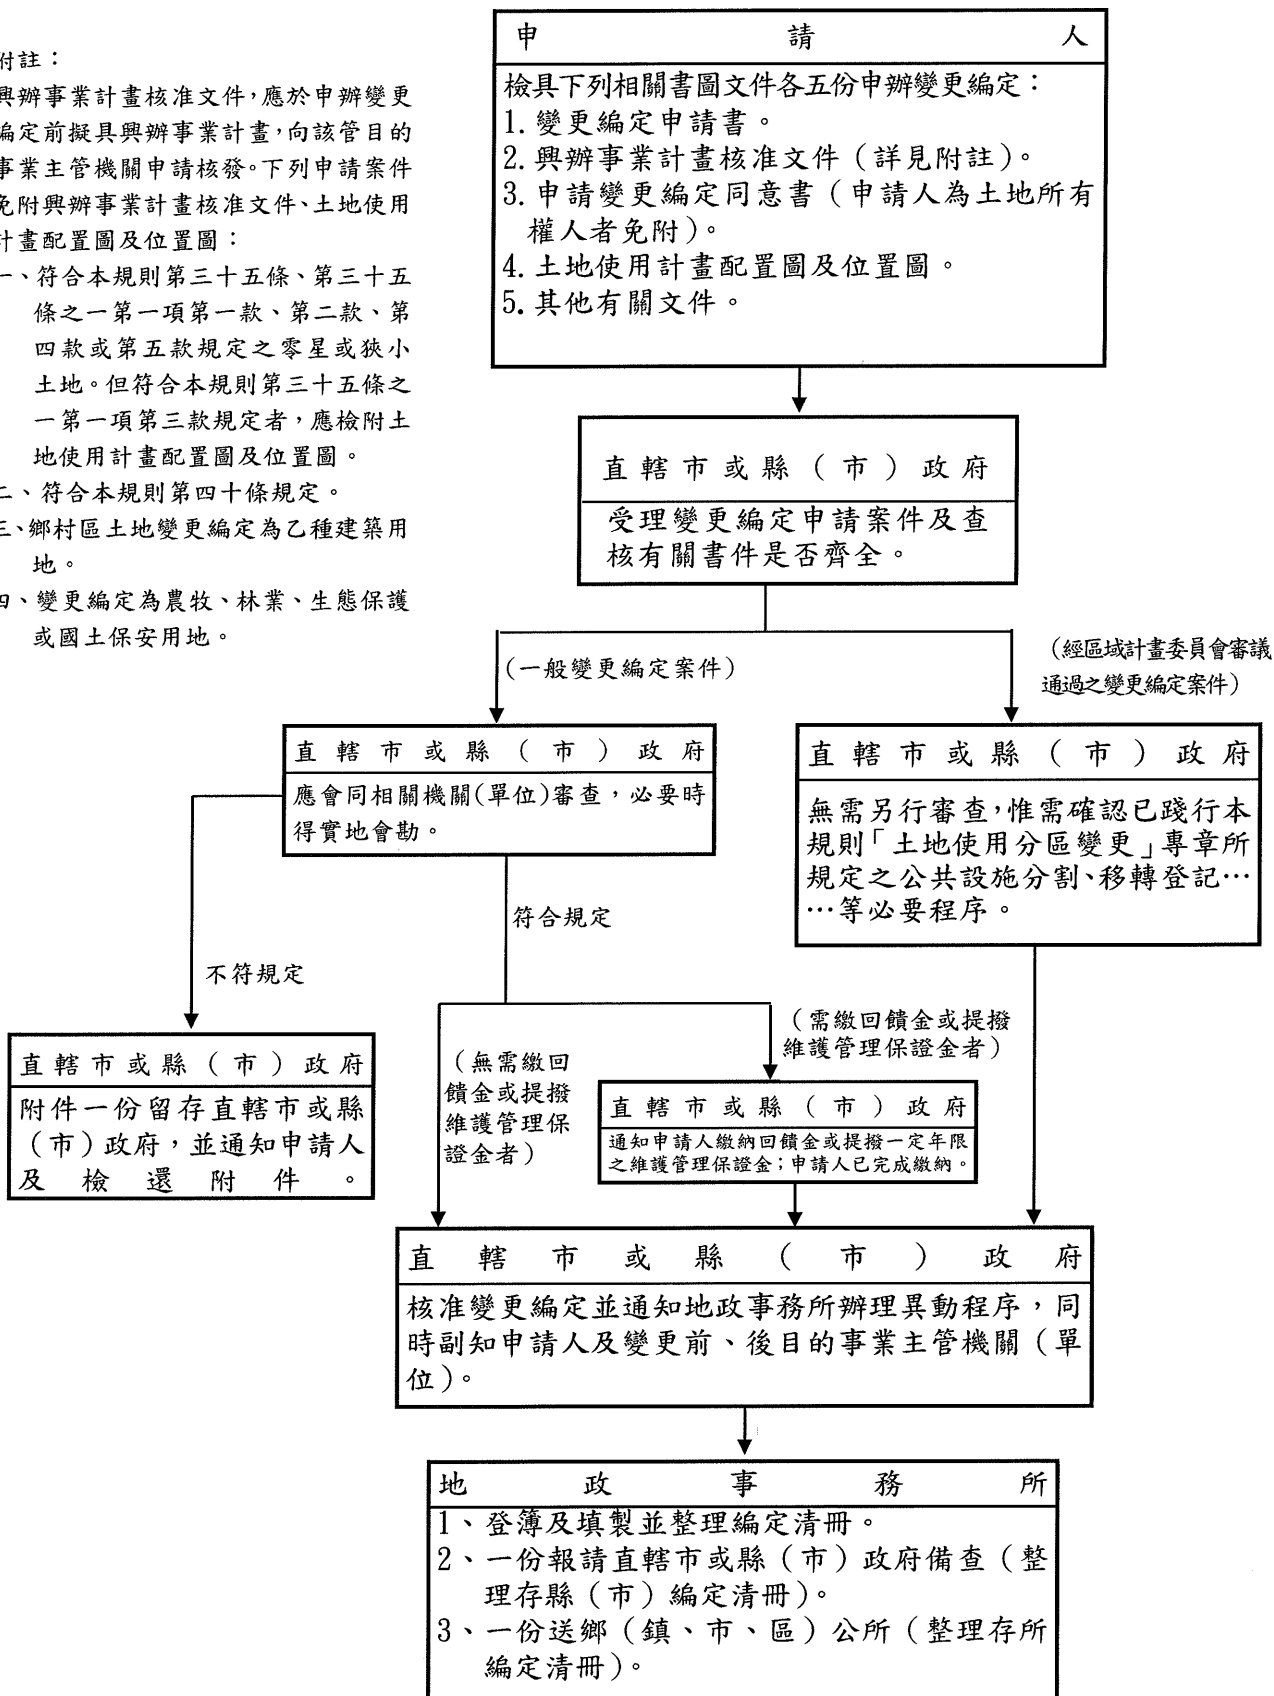 附註：
興辦事業計畫核准文件，應於申辦變更
編定前擬具興辦事業計畫，向該管目的
事業主管機關申請核發。下列申請案件
免附興辦事業計畫核准文件、土地使用
計畫配置圖及位置圖：
一、符合本規則第三十五條、第三十五
條之一第一項第一款、第二款、第
四款或第五款規定之零星或狹小
土地。但符合本規則第三十五條之
一第一項第三款規定者，應檢附土
地使用計畫配置圖及位置圖。
二、符合本規則第四十條規定。
三、鄉村區土地變更編定為乙種建築用
地。
四、變更編定為農牧、林業、生態保護
或國土保安用地。
申請人
檢具下列相關書圖文件各五份申辦變更編定：
1. 變更編定申請書。
2. 興辦事業計畫核准文件（詳見附註）。
3. 申請變更編定同意書（申請人為土地所有
權人者免附）。
4. 土地使用計畫配置圖及位置圖。
5. 其他有關文件。
直轄市或縣（市）政府
受理變更編定申請案件及查
核有關書件是否齊全。
（一般變更編定案件）
（經區域計畫委員會審議
通過之變更編定案件）
直轄市或縣（市）政府
應會同相關機關(單位)審查，必要時
得實地會勘。
直轄市或縣（市）政府
無需另行審查，惟需確認已踐行本
規則「土地使用分區變更」專章所
規定之公共設施分割、移轉登記…
…等必要程序。
符合規定
不符規定
直轄市或縣（市）政府
附件一份留存直轄市或縣
（市）政府，並通知申請人
及檢還附件。
（無需繳回
饋金或提撥
維護管理保
證金者）
（需繳回饋金或提撥
維護管理保證金者）
直轄市或縣（市）政府
通知申請人繳納回饋金或提撥一定年限
之維護管理保證金；申請人已完成繳納。
直轄市或縣（市）政府
核准變更編定並通知地政事務所辦理異動程序，同
時副知申請人及變更前、後目的事業主管機關（單
位）。
地政事務所
1、登簿及填製並整理編定清冊。
2、一份報請直轄市或縣（市）政府備查（整
理存縣（市）編定清冊）。
3、一份送鄉（鎮、市、區）公所（整理存所
編定清冊）。